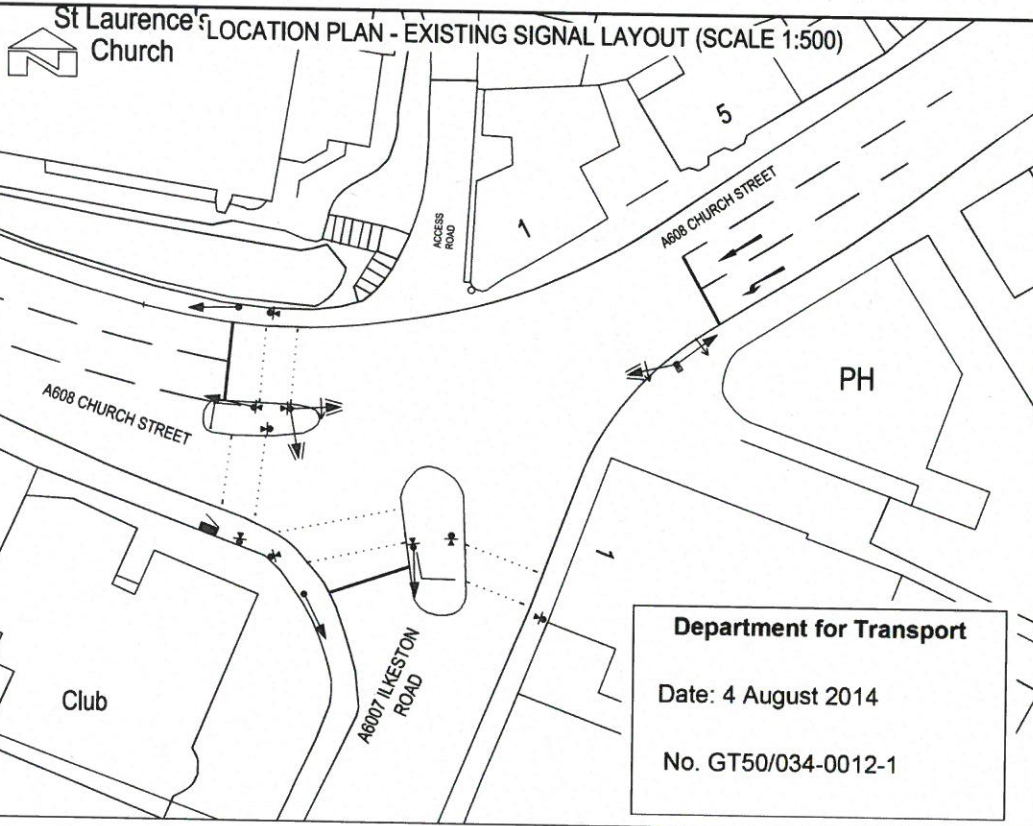 St Laurence's
Church
LOCATION PLAN - EXISTING SIGNAL LAYOUT (SCALE 1:500)
N
5
1
ACCESS
ROAD
A608 CHURCH STREET
PH
A608 CHURCH STREET
1
Club
A6007 ILKESTON
ROAD
Department for Transport
Date: 4 August 2014
No. GT50/034-0012-1